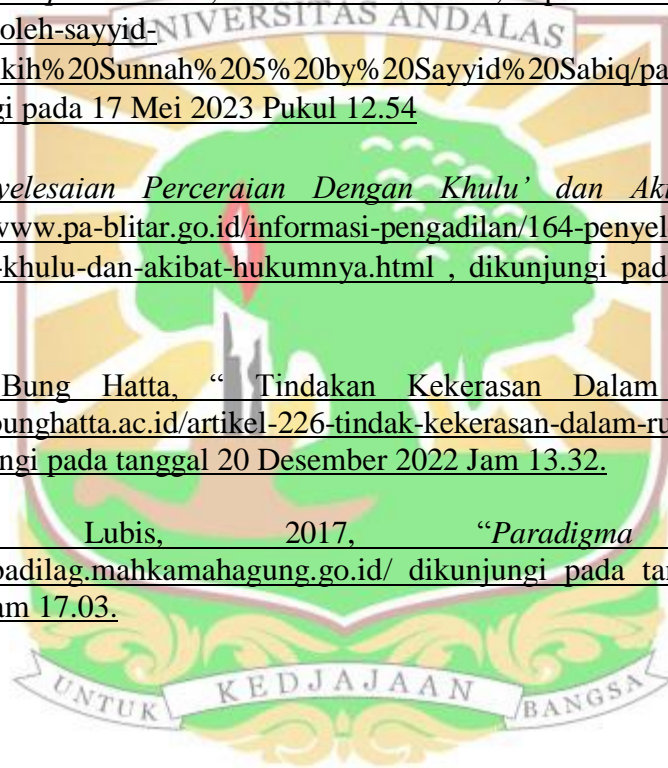 UNIVERSITAS ANDALAS
oleh-sayyid-
kih%20Sunnah%205%20by%20Sayyid%20Sabiq/pa
gi pada 17 Mei 2023 Pukul 12.54
yelesaian Perceraian Dengan Khulu’ dan Aki
www.pa-blitar.go.id/informasi-pengadilan/164-penyel
-khulu-dan-akibat-hukumnya.html , dikunjungi pad
Bung Hatta, “ Tindakan Kekerasan Dalam
bunghatta.ac.id/artikel-226-tindak-kekerasan-dalam-ru
ngi pada tanggal 20 Desember 2022 Jam 13.32.
Lubis, 2017, “Paradigma
badilag.mahkamahagung.go.id/ dikunjungi pada tan
am 17.03.
UNTUK KEDJAJAAN BANGSA